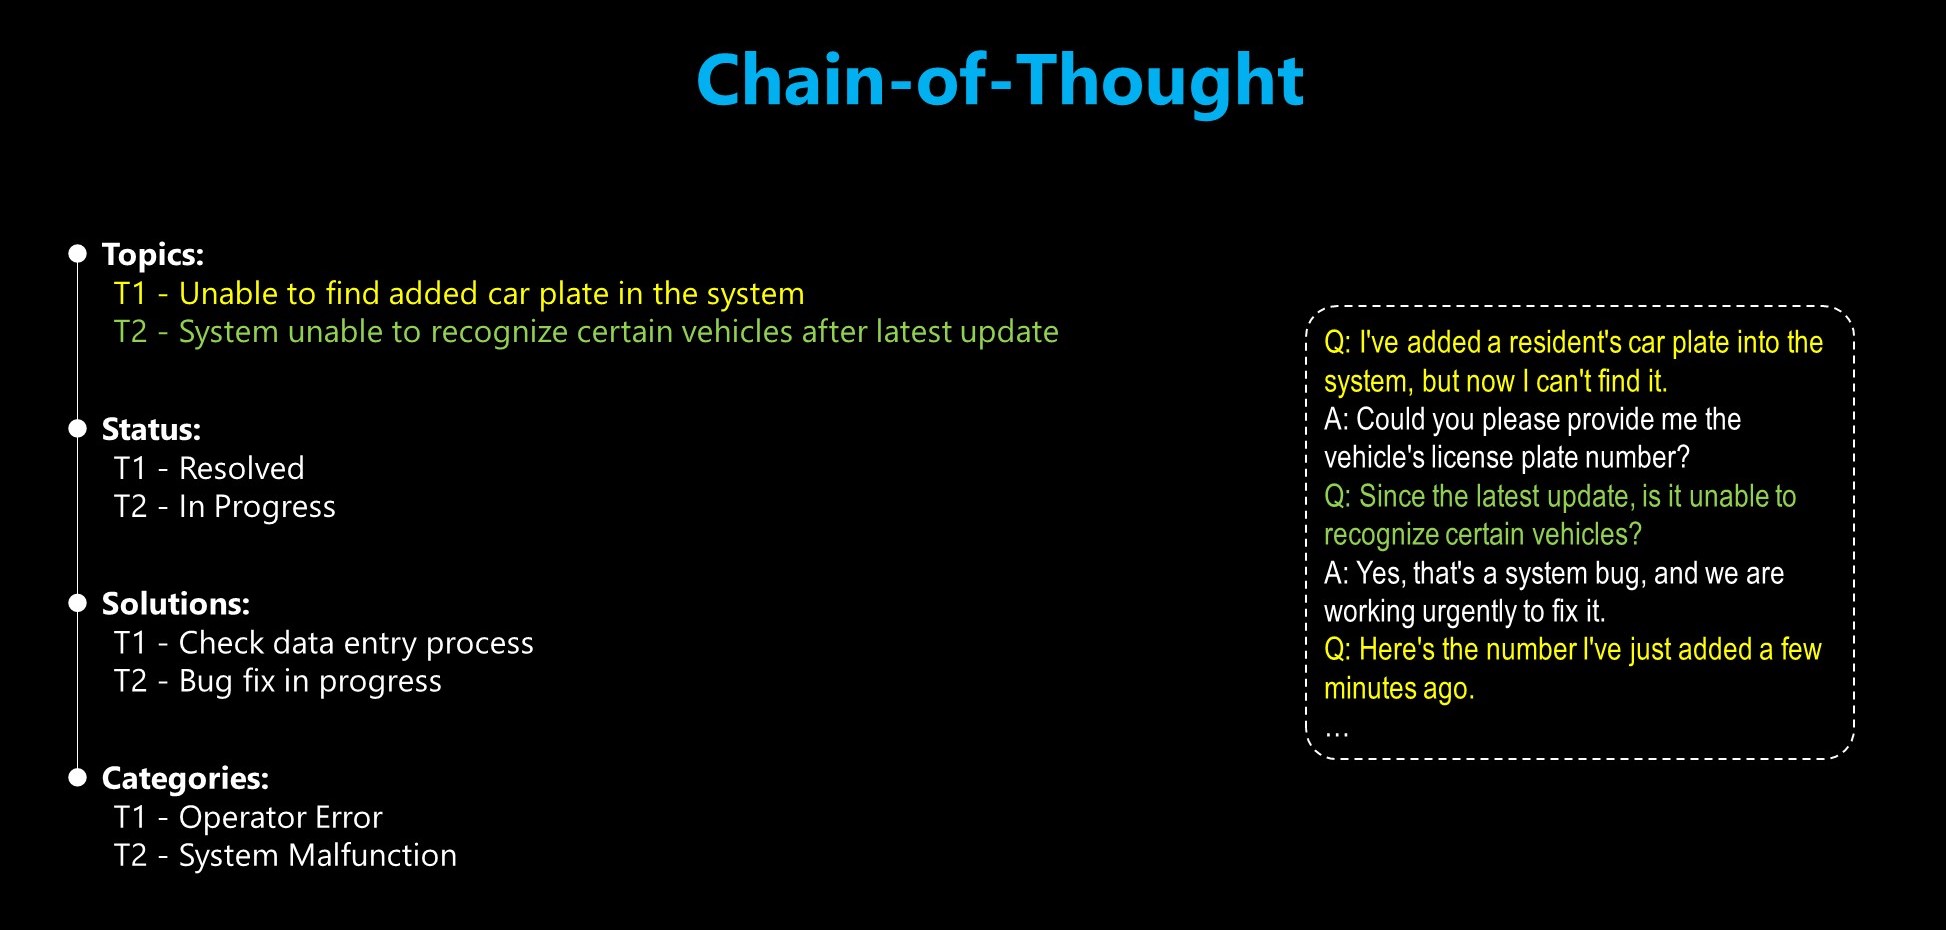 Chain-of-Thought
Topics:
T1 - Unable to find added car plate in the system
T2 - System unable to recognize certain vehicles after latest update
Status:
T1 - Resolved
T2 - In Progress
Solutions:
T1 - Check data entry process
T2 - Bug fix in progress
Categories:
T1 - Operator Error
T2 - System Malfunction
Q: I've added a resident's car plate into the
system, but now I can't find it.
A: Could you please provide me the
vehicle's license plate number?
Q: Since the latest update, is it unable to
recognize certain vehicles?
A: Yes, that's a system bug, and we are
working urgently to fix it.
Q: Here's the number I've just added a few
minutes ago.
...